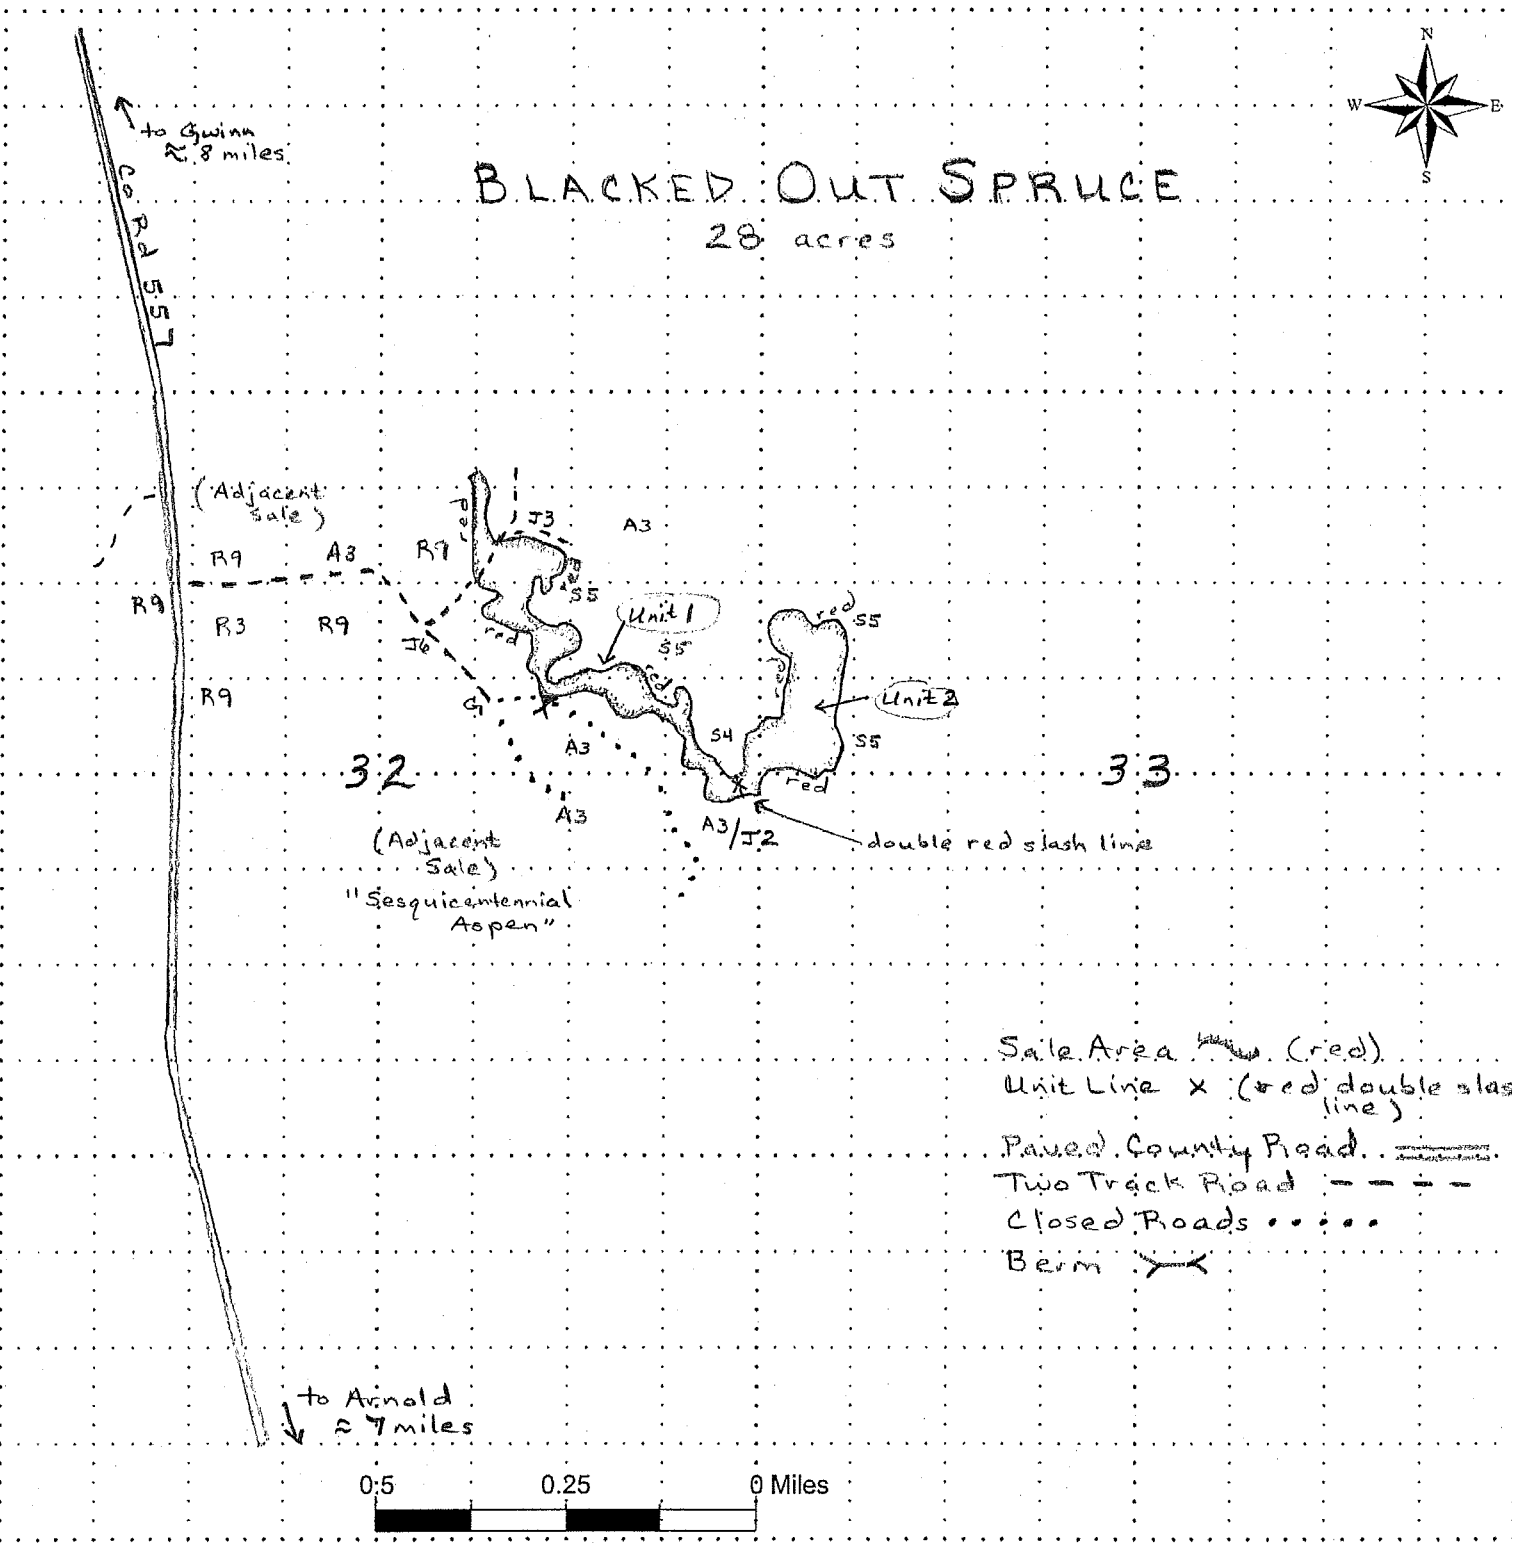 N
W E
S
to Gwinn
≈ 8 miles
Co Rd 557
BLACKED OUT SPRUCE
28 acres
(Adjacent
Sale)
R9
A3
R9
red
J3
A3
red
S5
R9
R3
R9
J6
red
Unit 1
S5
red
red
S5
red
Unit 2
R9
G
A3
S4
S5
32
33
red
A3
A3/J2
double red slash line
(Adjacent
Sale)
"Sesquicentennial
Aspen"
Sale Area (red)
Unit Line x (red double slas
line)
Paved County Road
Two Track Road
Closed Roads
Berm
to Arnold
≈ 7 miles
0.5 0.25 0 Miles